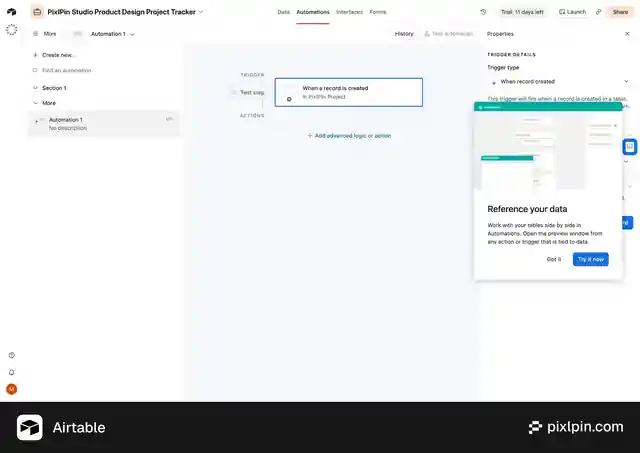 PixlPin Studio Product Design Project Tracker
Data Automations Interfaces Forms
Trial: 11 days left
Launch
Share
More
Automation 1
History
Test automation
Properties
Create new...
Find an automation
Section 1
More
Automation 1
No description
TRIGGER
Test step
When a record is created
In PixlPin Project
ACTIONS
+ Add advanced logic or action
TRIGGER DETAILS
Trigger type
When record created
This trigger will fire when a record is created in a table.
Reference your data
Work with your tables side by side in
Automations. Open the preview window from
any action or trigger that is tied to data.
Got it
Try it now
M
Airtable
pixlpin.com